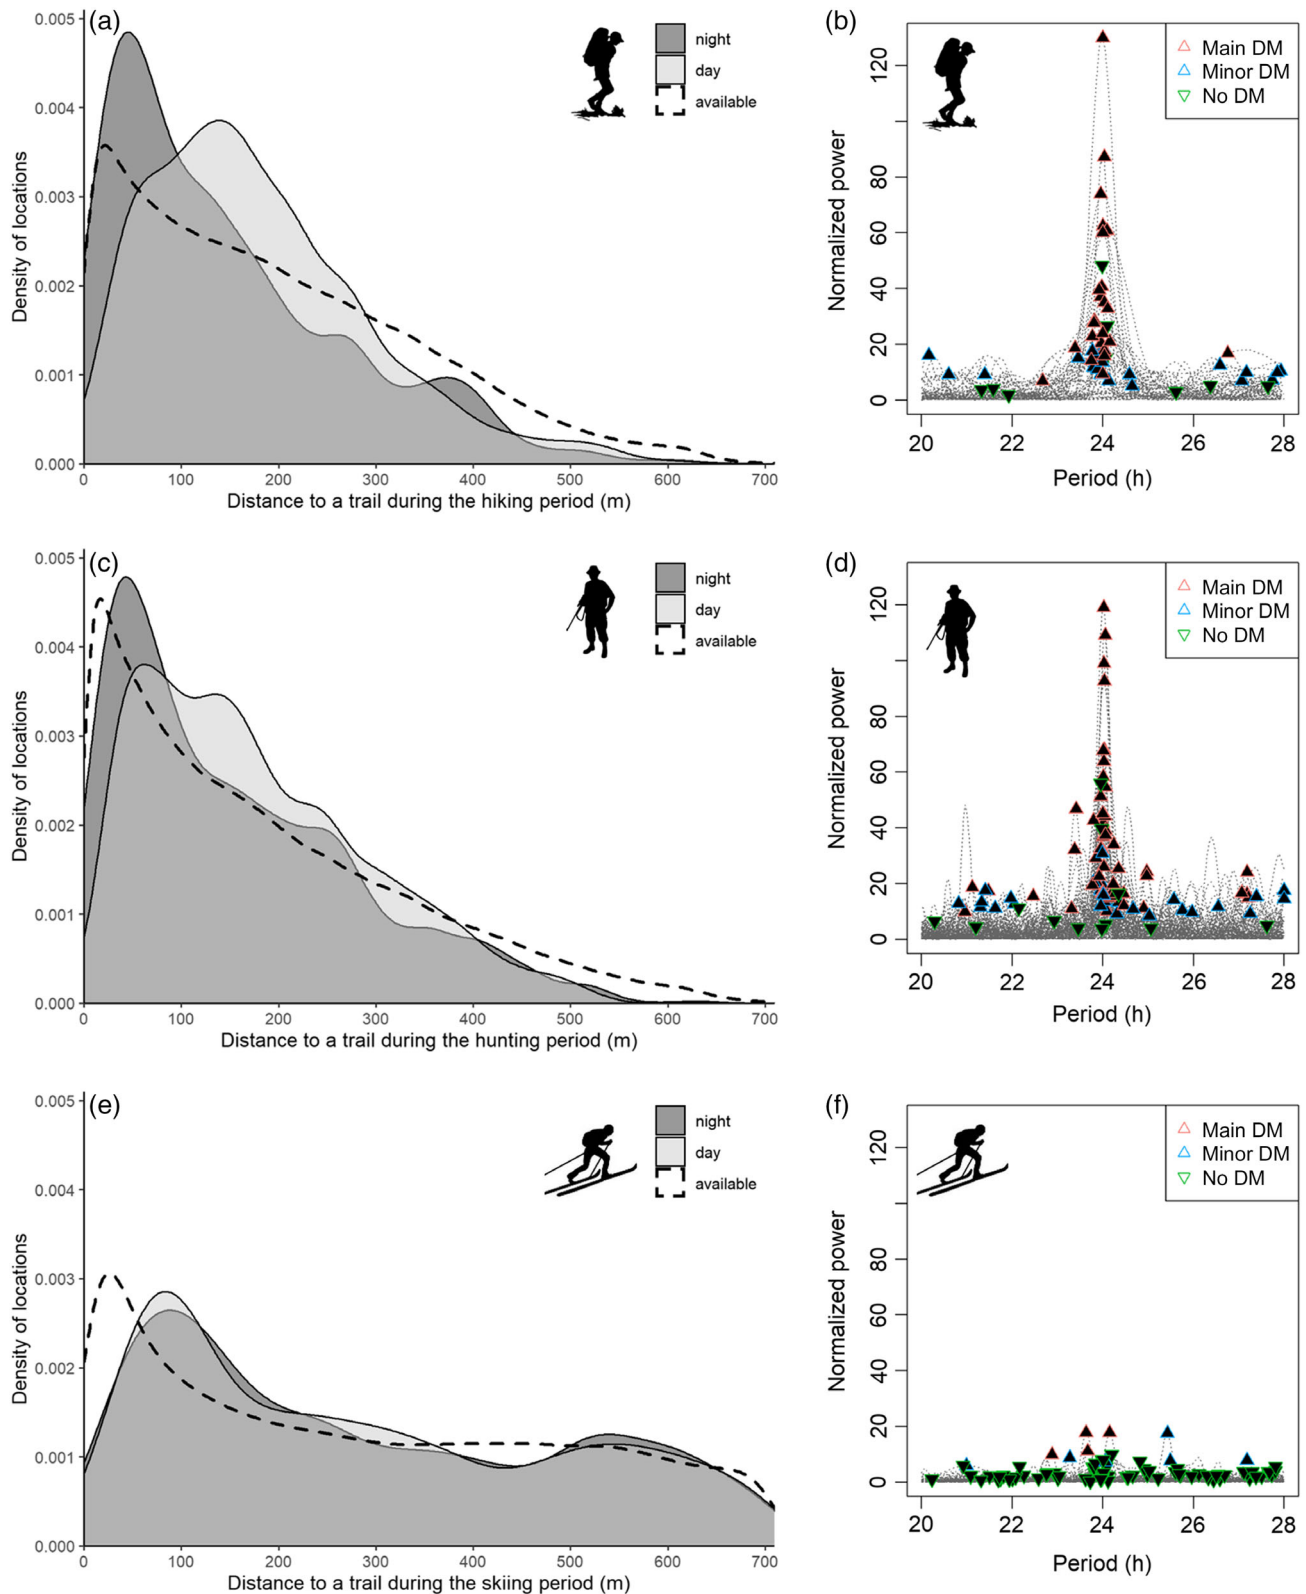 (a)
0.005
0.004
0.003
0.002
0.001
0.000
Density of locations
night
day
available
0 100 200 300 400 500 600 700
Distance to a trail during the hiking period (m)
(b)
120
80
60
40
20
0
Normalized power
Main DM
Minor DM
No DM
20 22 24 26 28
Period (h)
(c)
0.005
0.004
0.003
0.002
0.001
0.000
Density of locations
night
day
available
0 100 200 300 400 500 600 700
Distance to a trail during the hunting period (m)
(d)
120
80
60
40
20
0
Normalized power
Main DM
Minor DM
No DM
20 22 24 26 28
Period (h)
(e)
0.005
0.004
0.003
0.002
0.001
0.000
Density of locations
night
day
available
0 100 200 300 400 500 600 700
Distance to a trail during the skiing period (m)
(f)
120
80
60
40
20
0
Normalized power
Main DM
Minor DM
No DM
20 22 24 26 28
Period (h)